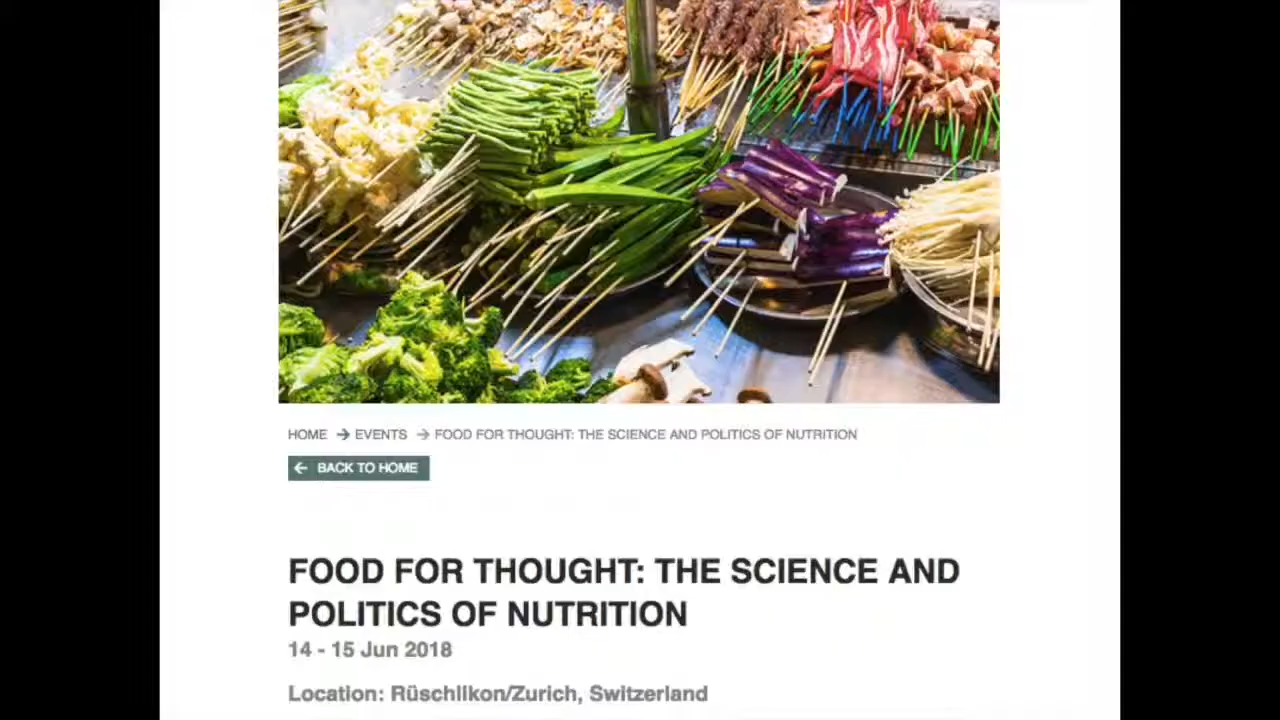 HOME → EVENTS → FOOD FOR THOUGHT: THE SCIENCE AND POLITICS OF NUTRITION
← BACK TO HOME
FOOD FOR THOUGHT: THE SCIENCE AND
POLITICS OF NUTRITION
14 - 15 Jun 2018
Location: Rüschlikon/Zurich, Switzerland